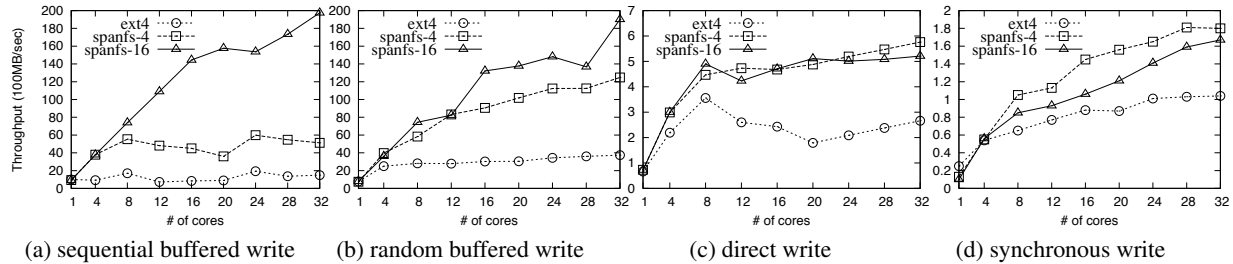 Throughput (100MB/sec)
200
180
160
140
120
100
80
60
40
20
0
ext4
spanfs-4
spanfs-16
1 4 8 12 16 20 24 28 32
# of cores
(a) sequential buffered write
200
180
160
140
120
100
80
60
40
20
0
ext4
spanfs-4
spanfs-16
1 4 8 12 16 20 24 28 32
# of cores
(b) random buffered write
7
6
5
4
3
2
1
0
ext4
spanfs-4
spanfs-16
1 4 8 12 16 20 24 28 32
# of cores
(c) direct write
2
1.8
1.6
1.4
1.2
1
0.8
0.6
0.4
0.2
0
ext4
spanfs-4
spanfs-16
1 4 8 12 16 20 24 28 32
# of cores
(d) synchronous write